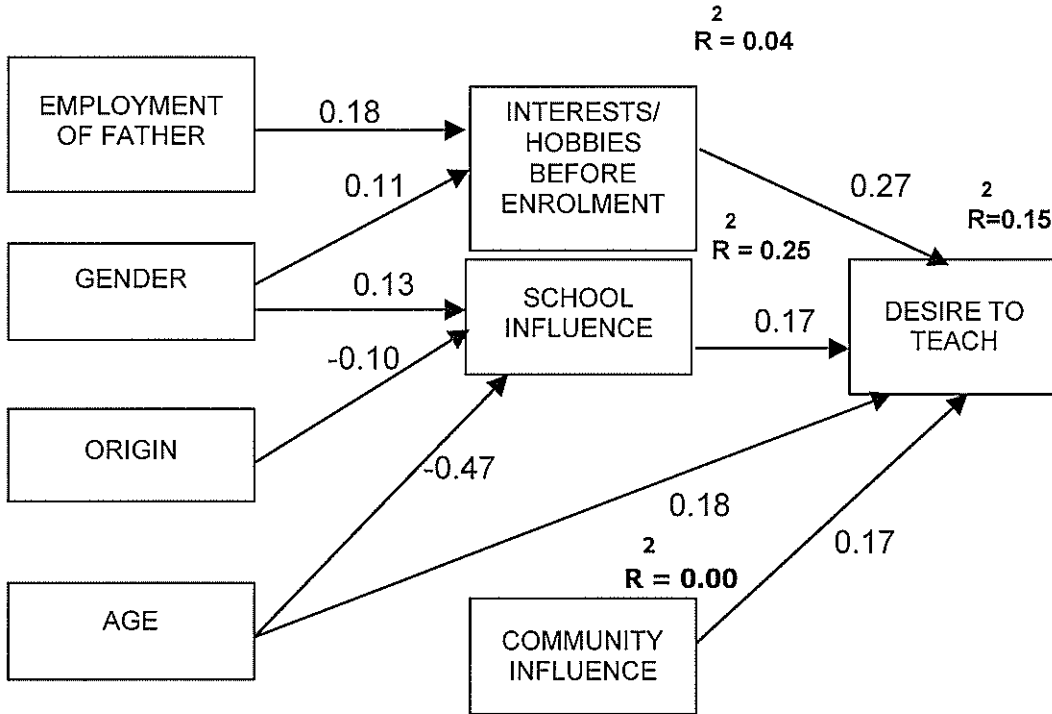 2
R = 0.04
EMPLOYMENT
OF FATHER
0.18
INTERESTS/
HOBBIES
BEFORE
ENROLMENT
0.11
0.27
2
R=0.15
2
R = 0.25
GENDER
0.13
SCHOOL
INFLUENCE
0.17
DESIRE TO
TEACH
-0.10
ORIGIN
-0.47
0.18
0.17
2
R = 0.00
AGE
COMMUNITY
INFLUENCE